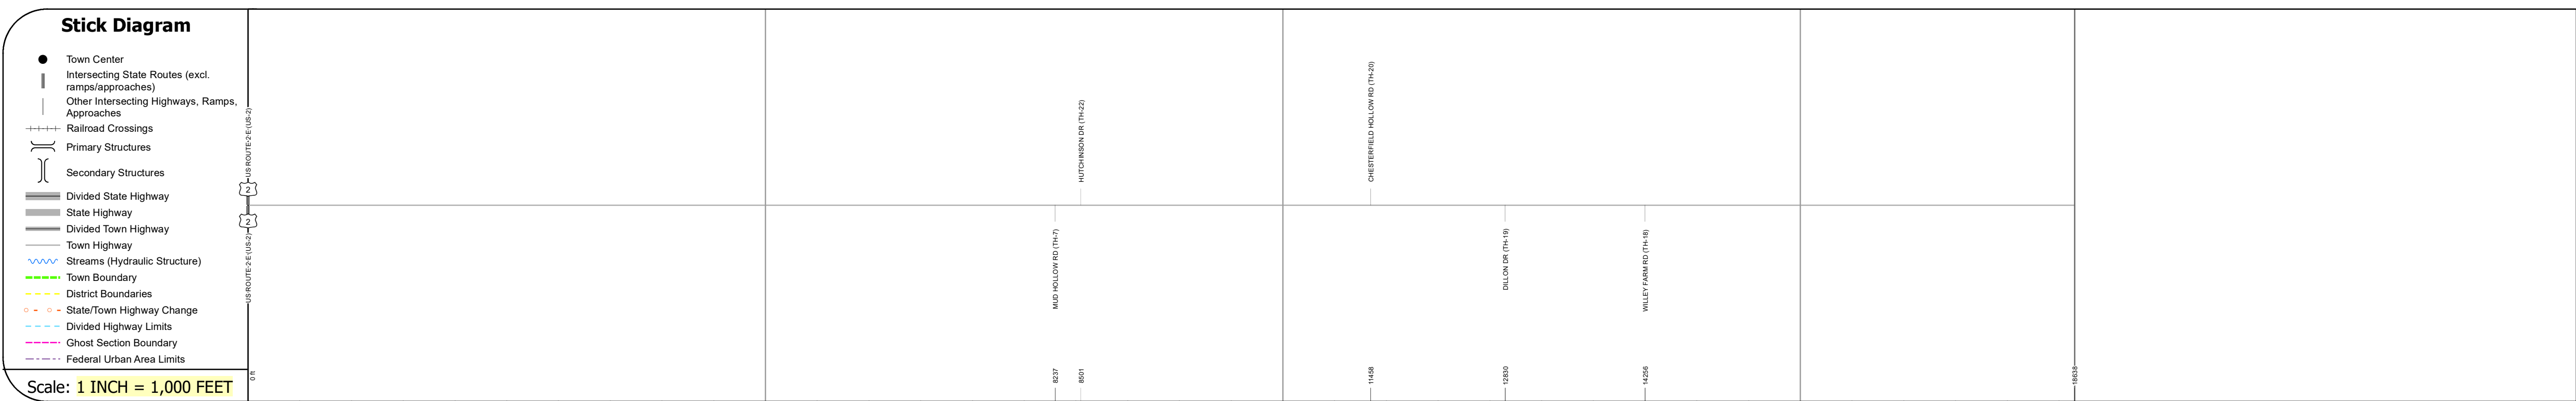 Stick Diagram
Town Center
Intersecting State Routes (excl.
ramps/approaches)
Other Intersecting Highways, Ramps,
Approaches
Railroad Crossings
Primary Structures
Secondary Structures
Divided State Highway
State Highway
Divided Town Highway
Town Highway
Streams (Hydraulic Structure)
Town Boundary
District Boundaries
State/Town Highway Change
Divided Highway Limits
Ghost Section Boundary
Federal Urban Area Limits
Scale: 1 INCH = 1,000 FEET
US ROUTE-2 E (US-2)
2
2
US ROUTE-2 E (US-2)
0 ft
MUD HOLLOW RD (TH-7)
8237
HUTCHINSON DR (TH-22)
8501
CHESTERFIELD HOLLOW RD (TH-20)
11458
DILLON DR (TH-19)
12830
WILLEY FARM RD (TH-18)
14256
18638